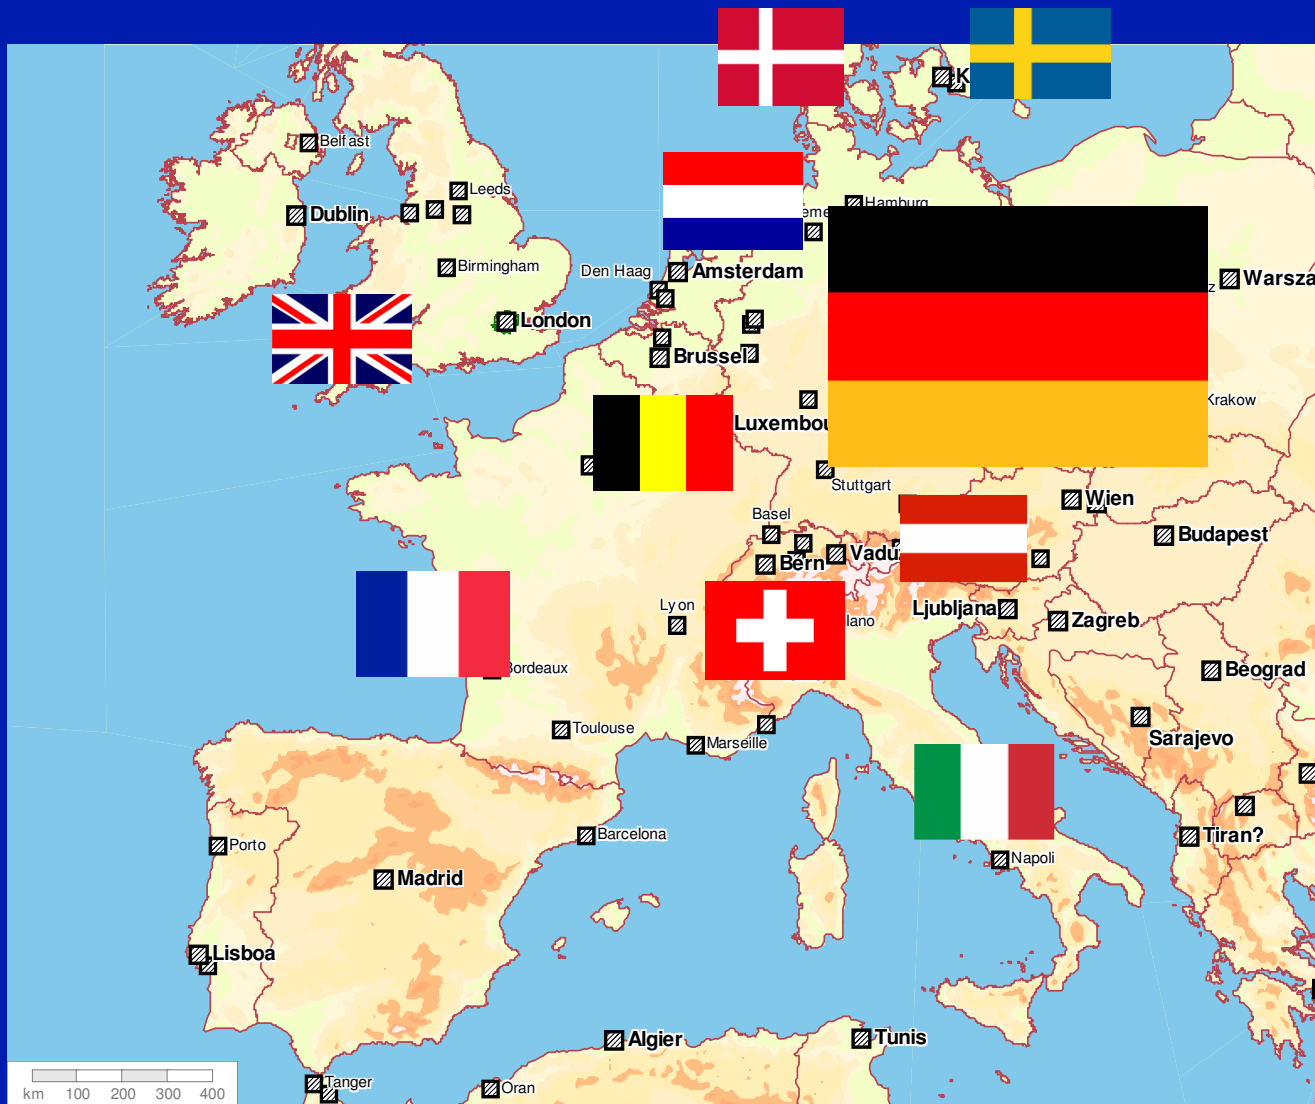 K
Belfast
Leeds
Dublin
Hamburg
eme
Birmingham
Den Haag
Amsterdam
z
Warsza
London
Brussel
Krakow
Luxembou
Stuttgart
Wien
Basel
Budapest
Vaduz
Bern
Lyon
Ljubljana
lano
Zagreb
Bordeaux
Beograd
Toulouse
Marseille
Sarajevo
Barcelona
Tiran?
Porto
Napoli
Madrid
Lisboa
Algier
Tunis
Tanger
Oran
km 100 200 300 400